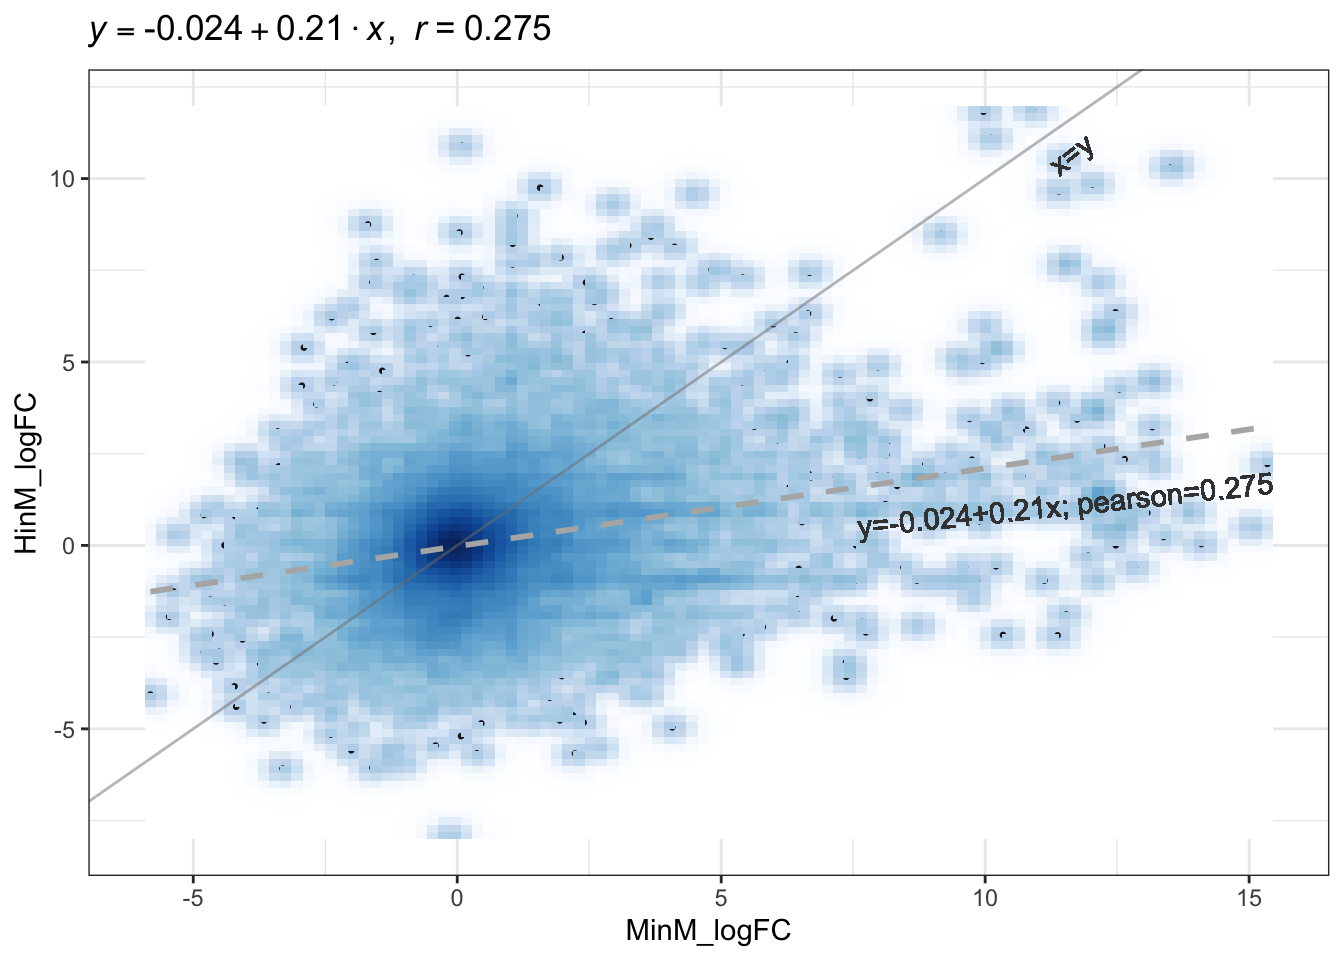 y = -0.024 + 0.21 · x, r = 0.275
x=y
10
5
0
-5
HinM_logFC
y=-0.024+0.21x; pearson=0.275
-5 0 5 10 15
MinM_logFC